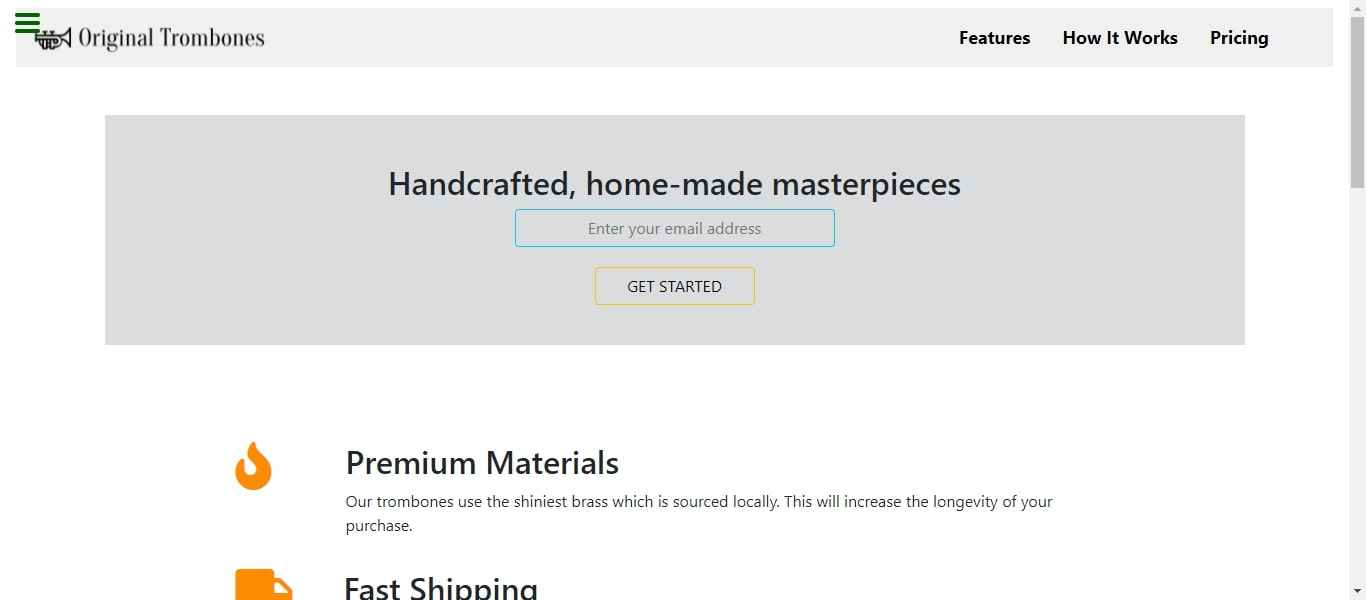 Original Trombones
Features
How It Works
Pricing
Handcrafted, home-made masterpieces
Enter your email address
GET STARTED
Premium Materials
Our trombones use the shiniest brass which is sourced locally. This will increase the longevity of your
purchase.
Fast Shipping